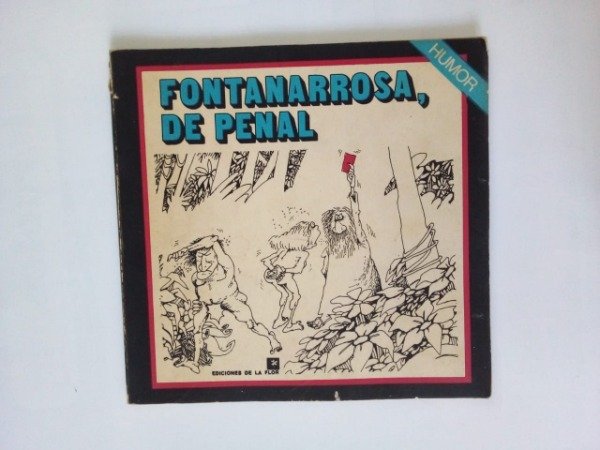 HUMOR
FONTANARROSA,
DE PENAL
EDICIONES DE LA FLOR